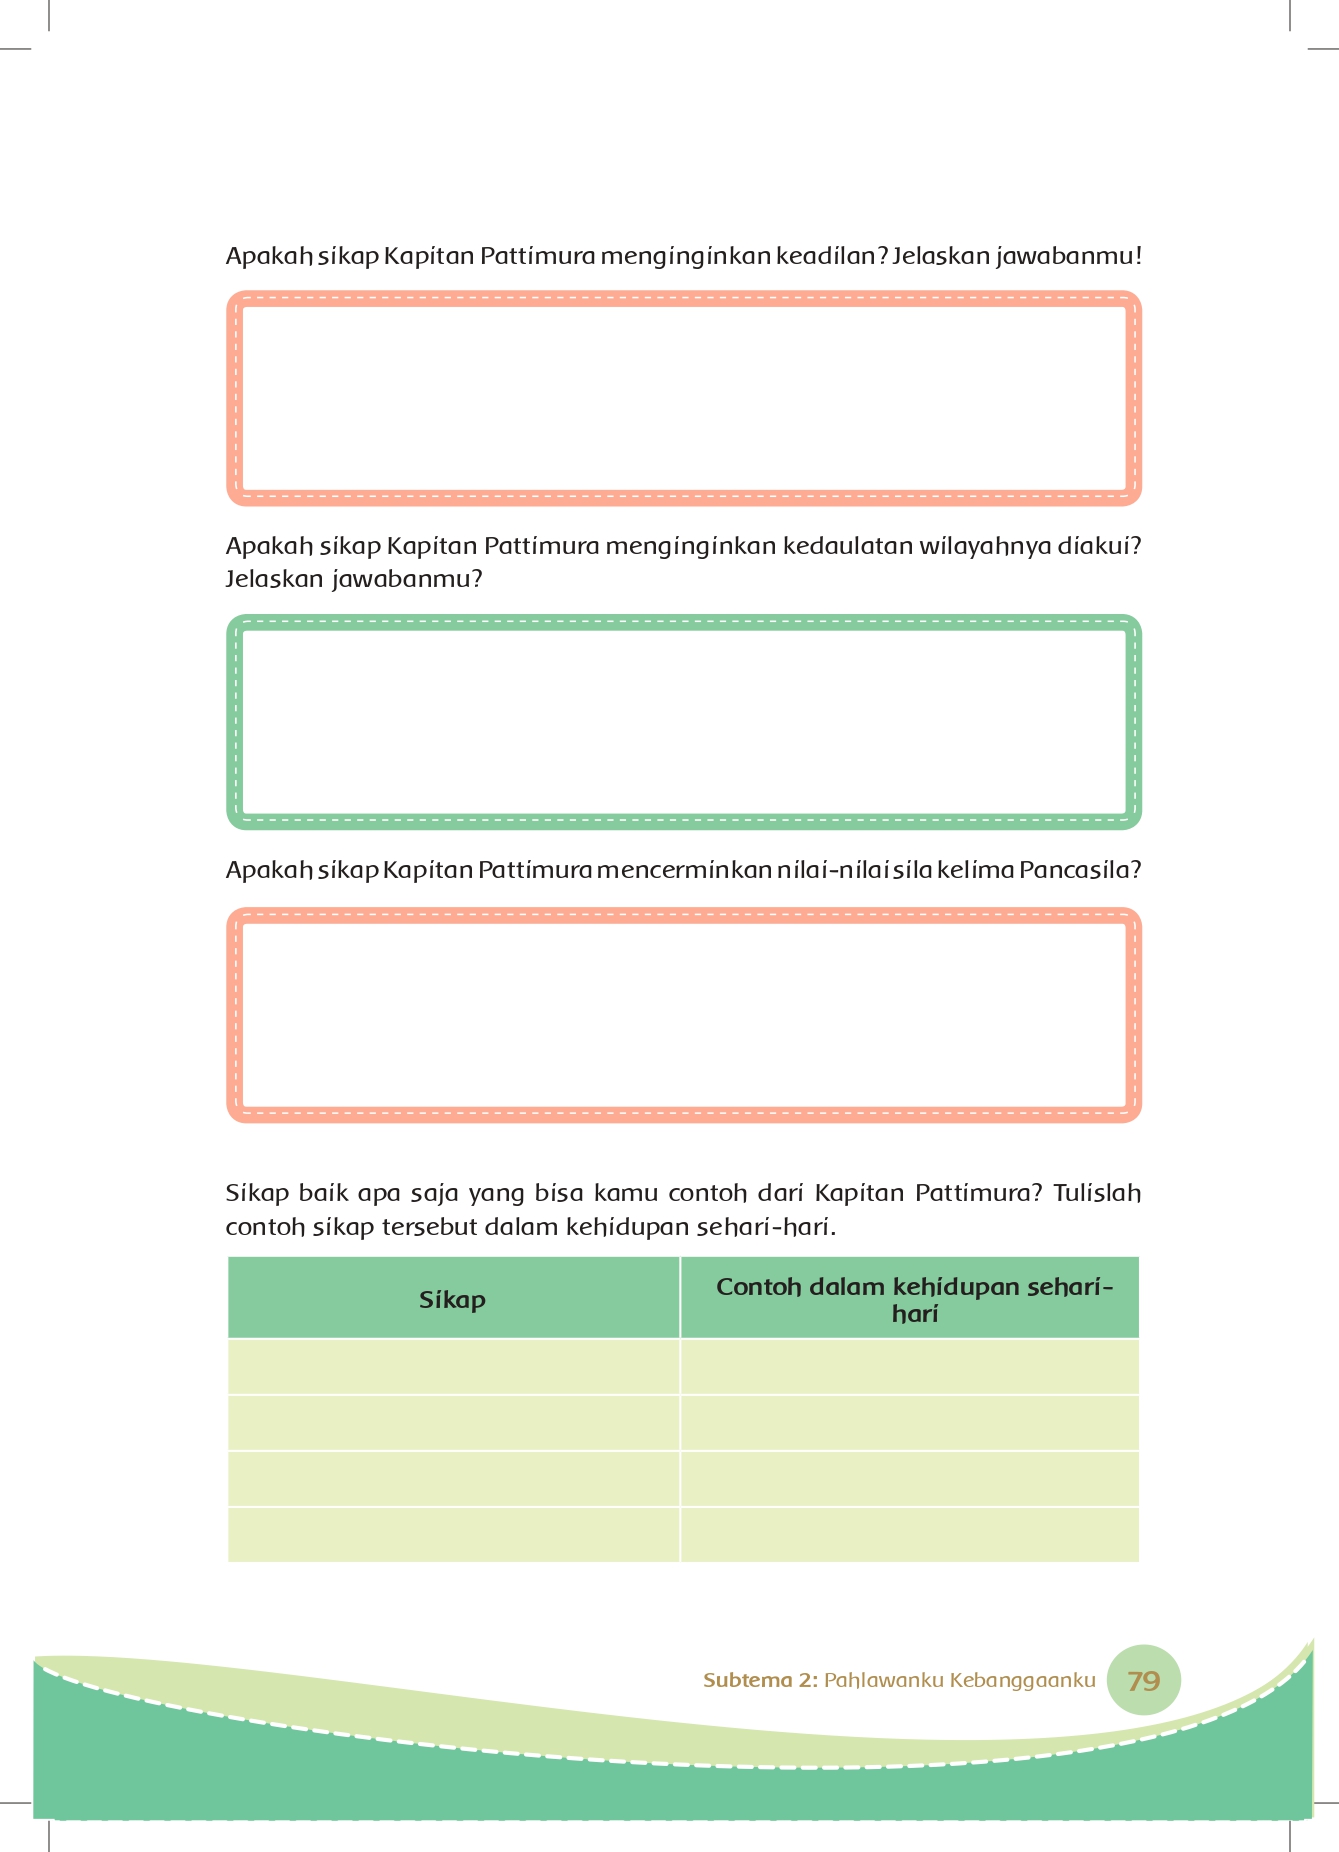 Apakah sikap Kapitan Pattimura menginginkan keadilan? Jelaskan jawabanmu!
Apakah sikap Kapitan Pattimura menginginkan kedaulatan wilayahnya diakui?
Jelaskan jawabanmu?
Apakah sikap Kapitan Pattimura mencerminkan nilai-nilai sila kelima Pancasila?
Sikap baik apa saja yang bisa kamu contoh dari Kapitan Pattimura? Tulislah
contoh sikap tersebut dalam kehidupan sehari-hari.
Sikap
Contoh dalam kehidupan sehari-
hari
Subtema 2: Pahlawanku Kebanggaanku 79